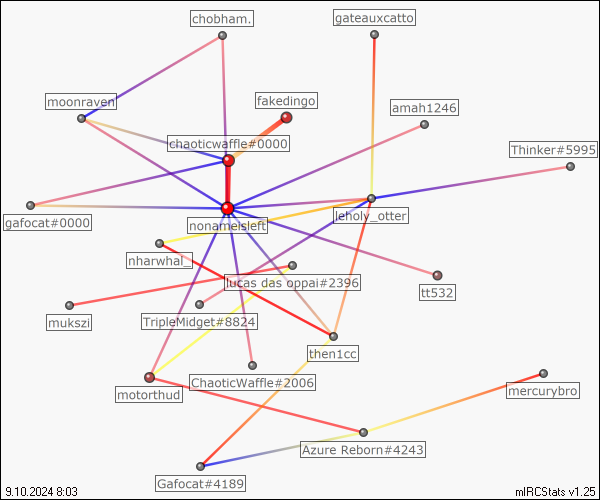 chobham.
gateauxcatto
moonraven
fakedingo
amah1246
chaoticwaffle#0000
Thinker#5995
gafocat#0000
nonameisleft
leholy_otter
nharwhal_
lucas das oppai#2396
tt532
mukszi
TripleMidget#8824
then1cc
motorthud
ChaoticWaffle#2006
mercurybro
Azure Reborn#4243
Gafocat#4189
9.10.2024 8:03
mIRCStats v1.25